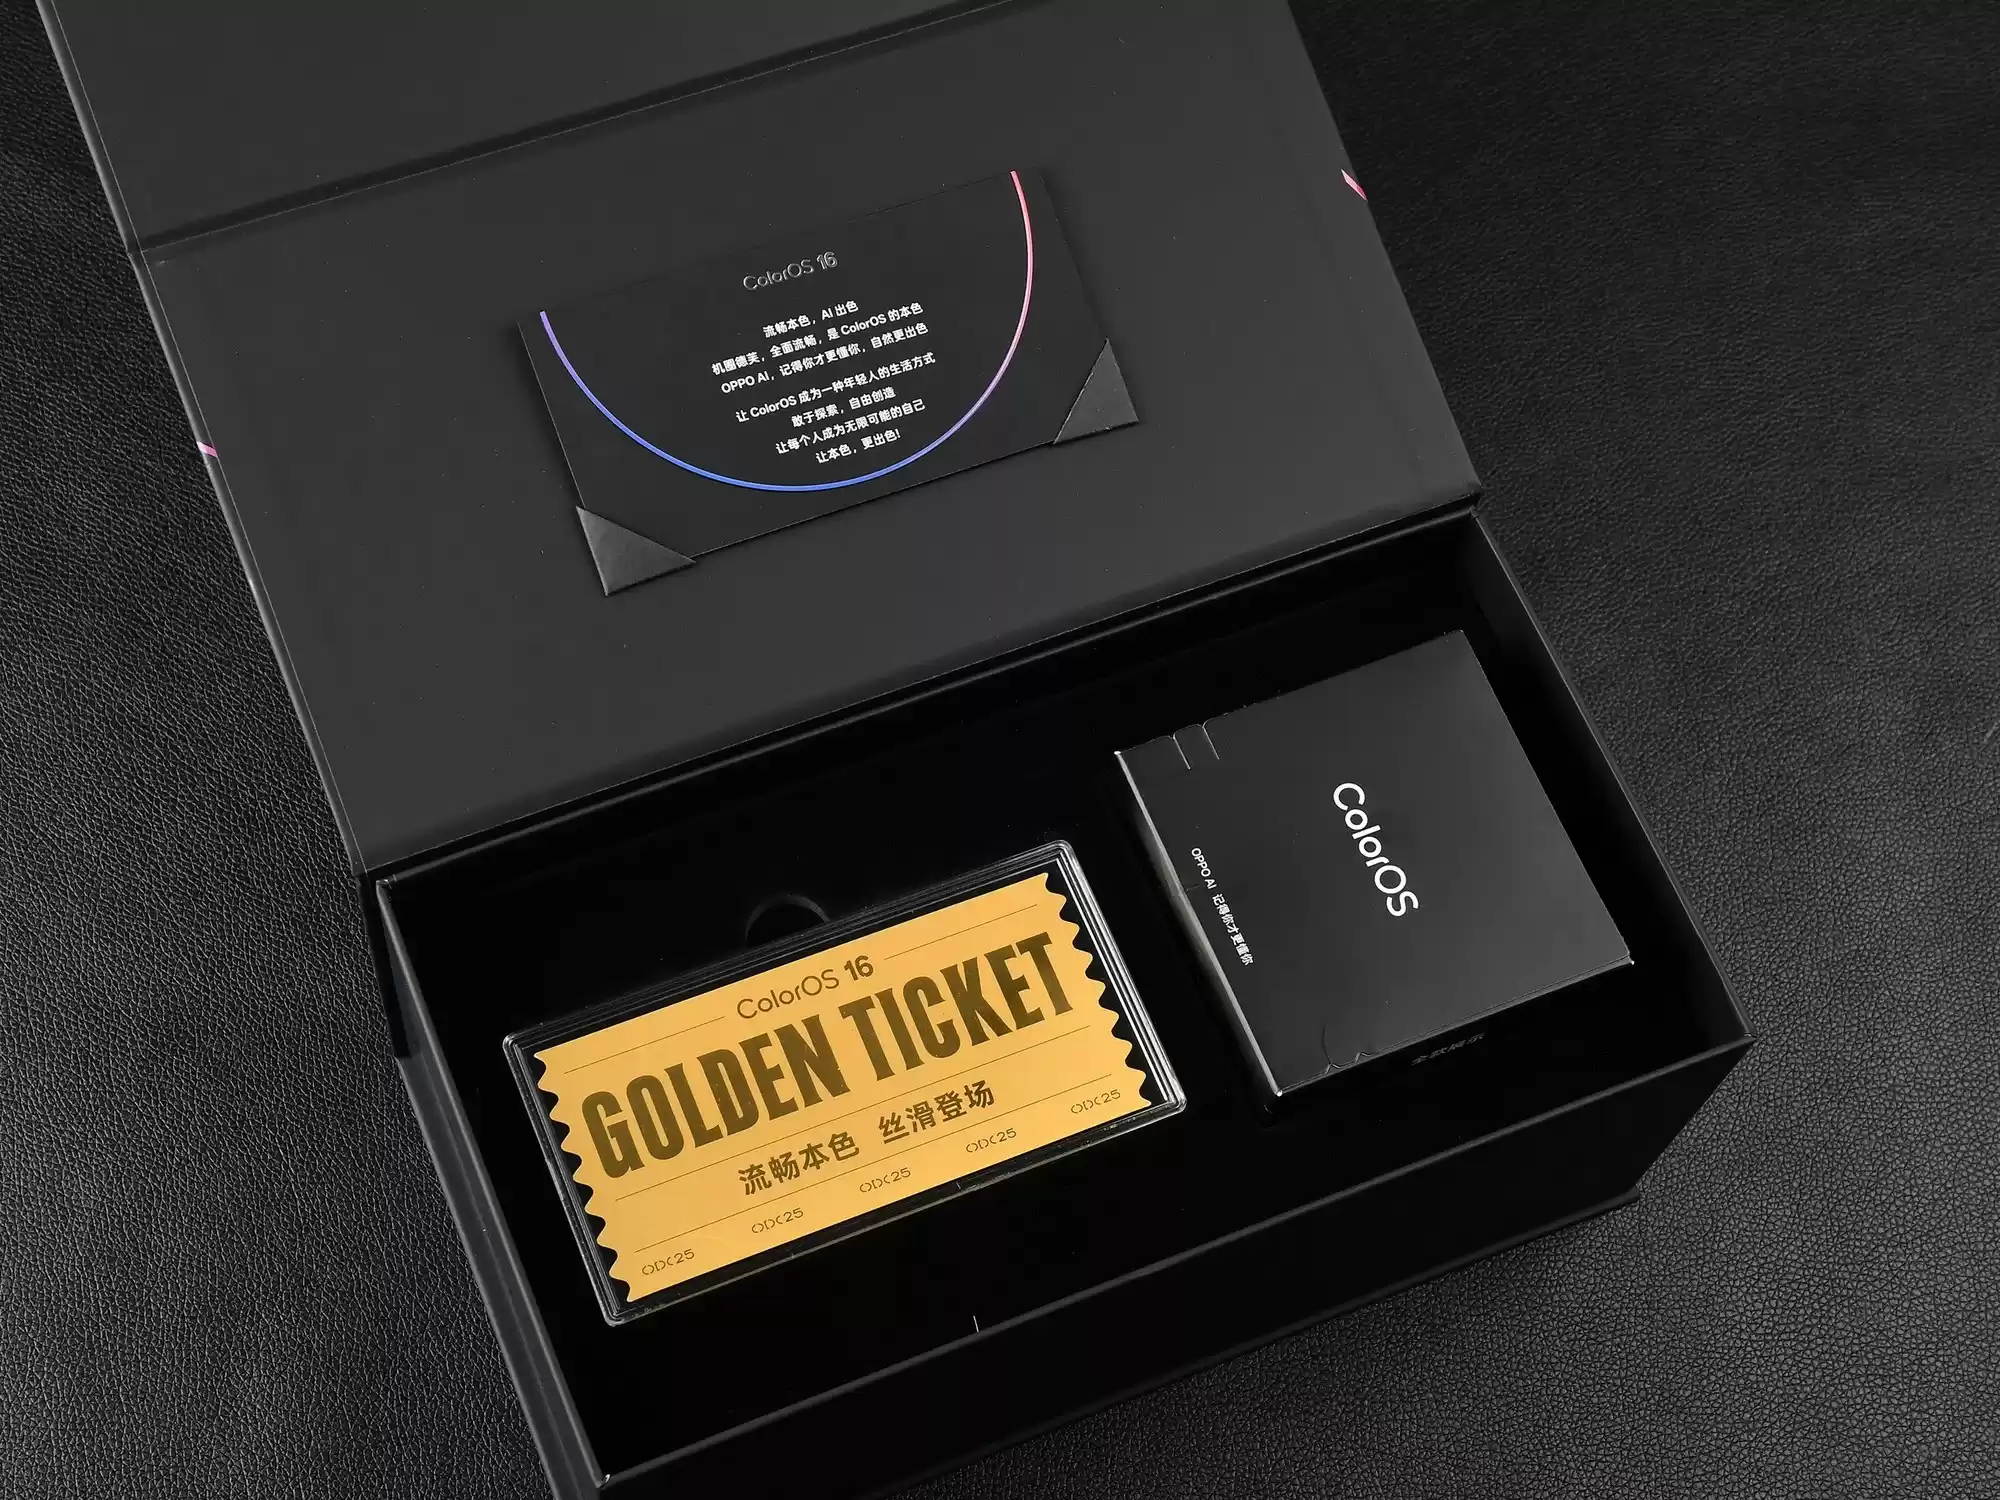 ColorOS 16
流畅本色，AI 出色
机圈德芙，全面流畅，是 ColorOS 的本色
OPPO AI，记得你才更懂你，自然更出色
让 ColorOS 成为一种年轻人的生活方式
敢于探索，自由创造
让每个人成为无限可能的自己
让本色，更出色!
ColorOS 16
GOLDEN TICKET
流畅本色 丝滑登场
ODC25
ODC25
ODC25
ODC25
ODC25
ColorOS
OPPO AI 记得你才更懂你